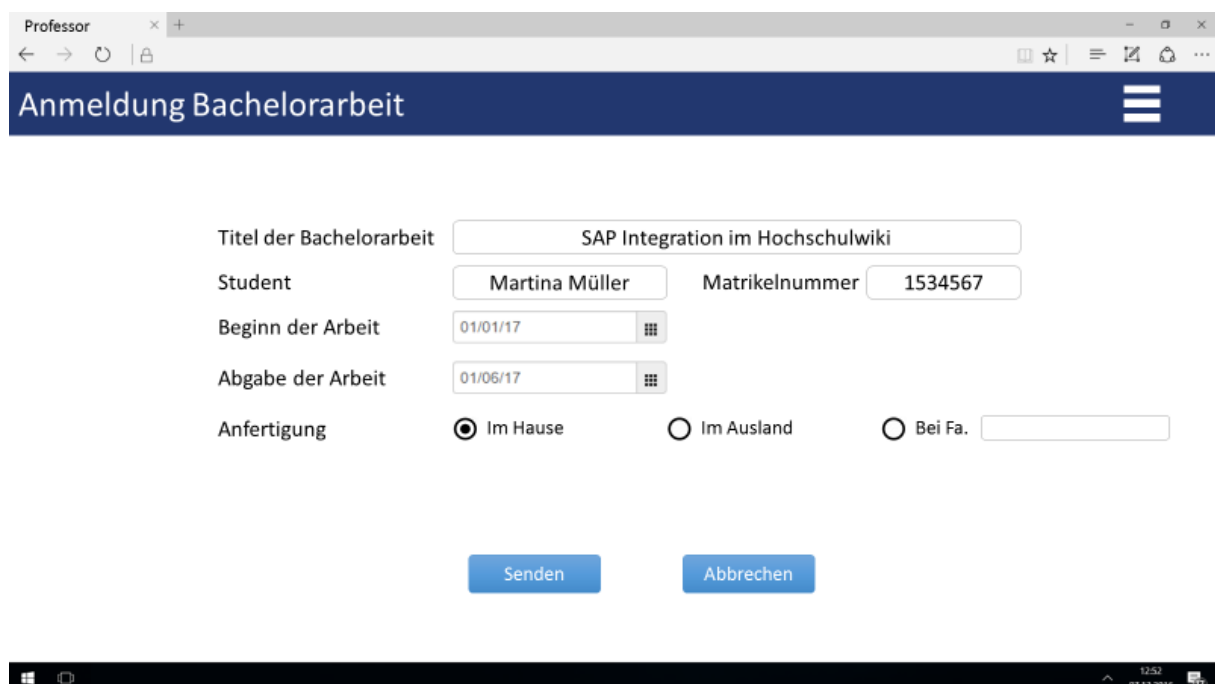 Professor
Anmeldung Bachelorarbeit
Titel der Bachelorarbeit SAP Integration im Hochschulwiki
Student Martina Müller Matrikelnummer 1534567
Beginn der Arbeit 01/01/17
Abgabe der Arbeit 01/06/17
Anfertigung Im Hause Im Ausland Bei Fa.
Senden Abbrechen
12:52